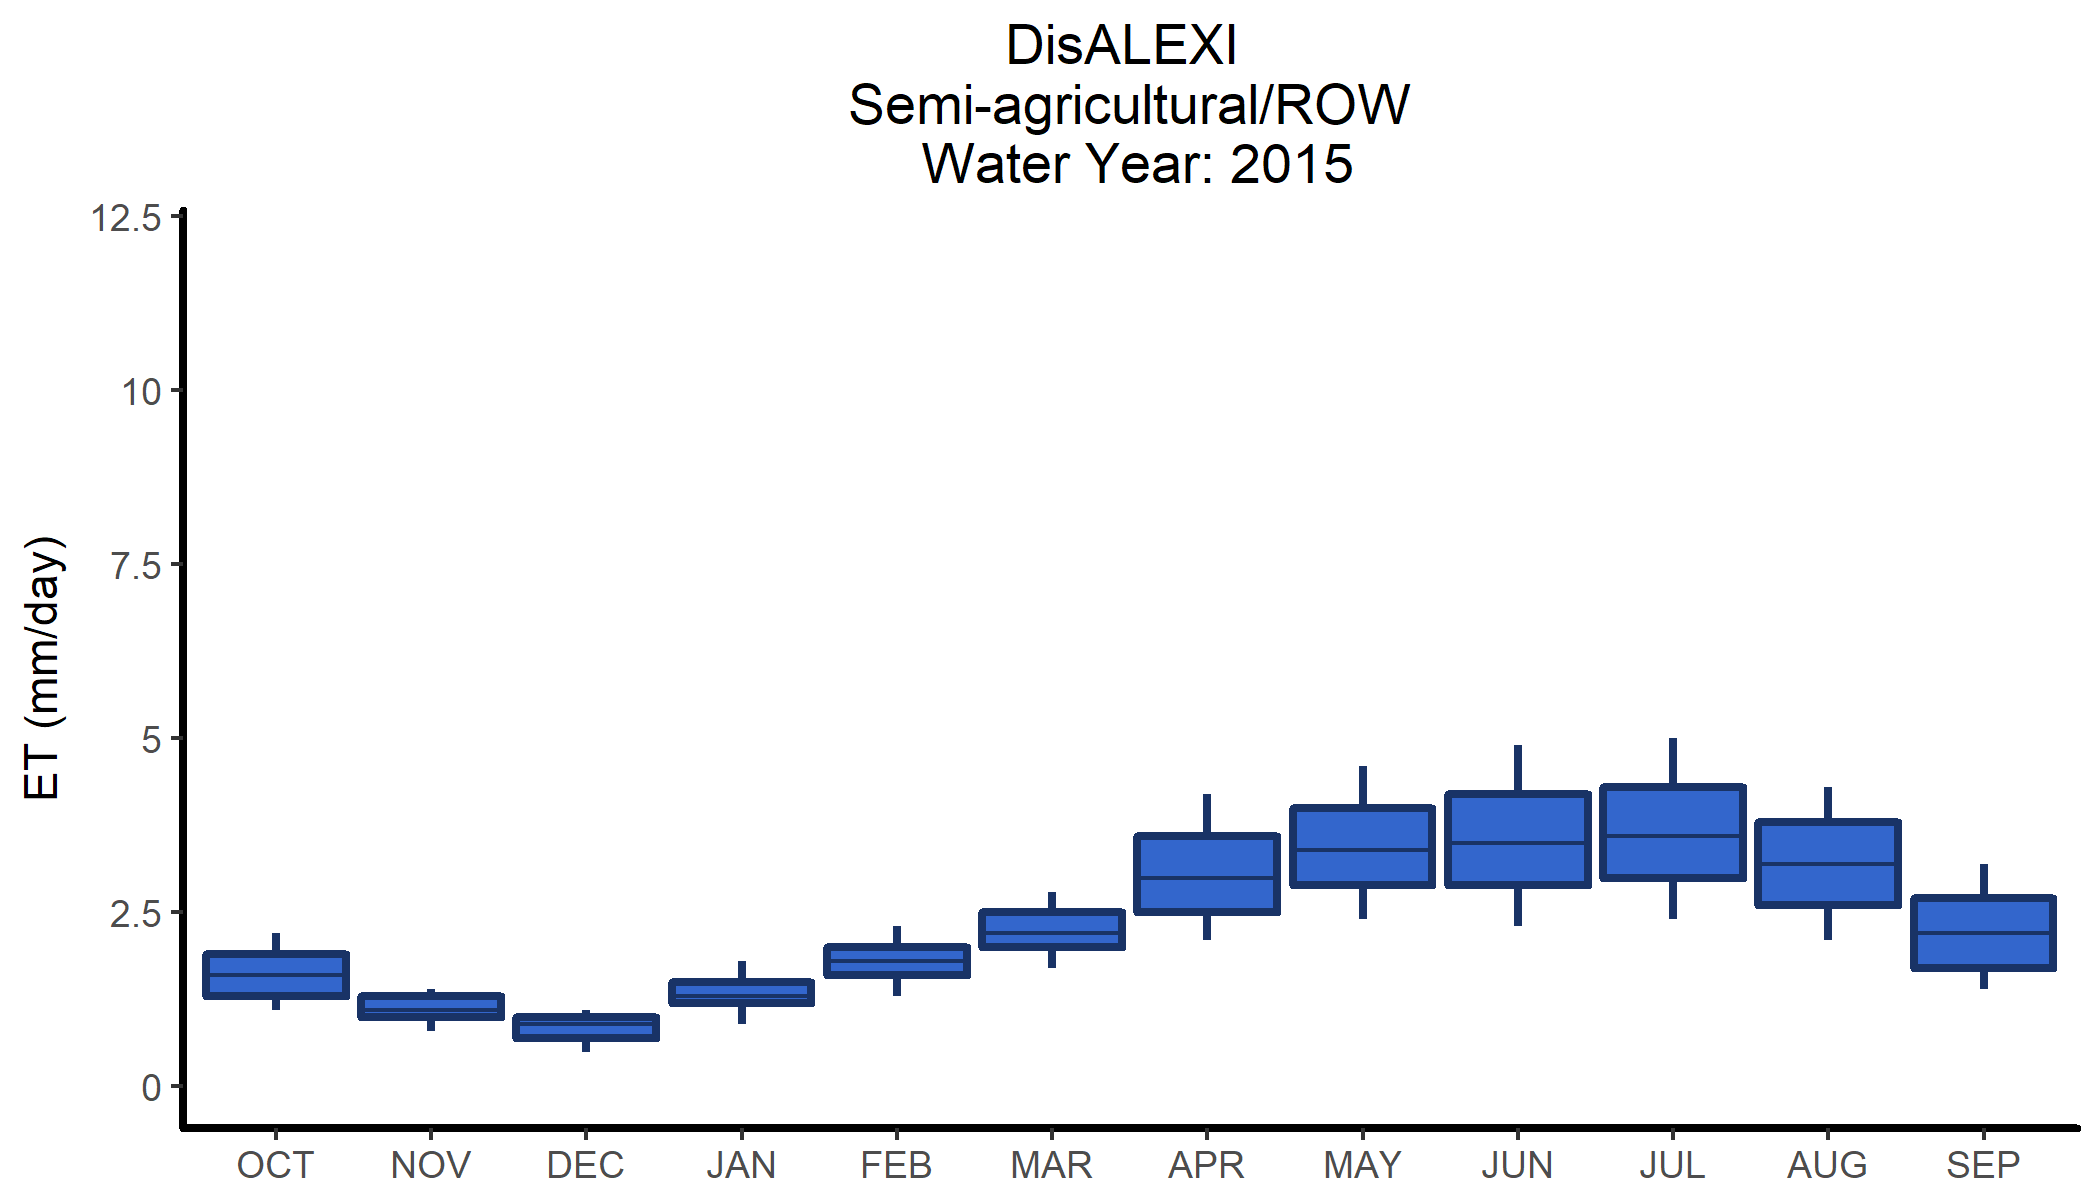 DisALEXI
Semi-agricultural/ROW
Water Year: 2015
12.5
10
7.5
5
2.5
0
ET (mm/day)
OCT NOV DEC JAN FEB MAR APR MAY JUN JUL AUG SEP